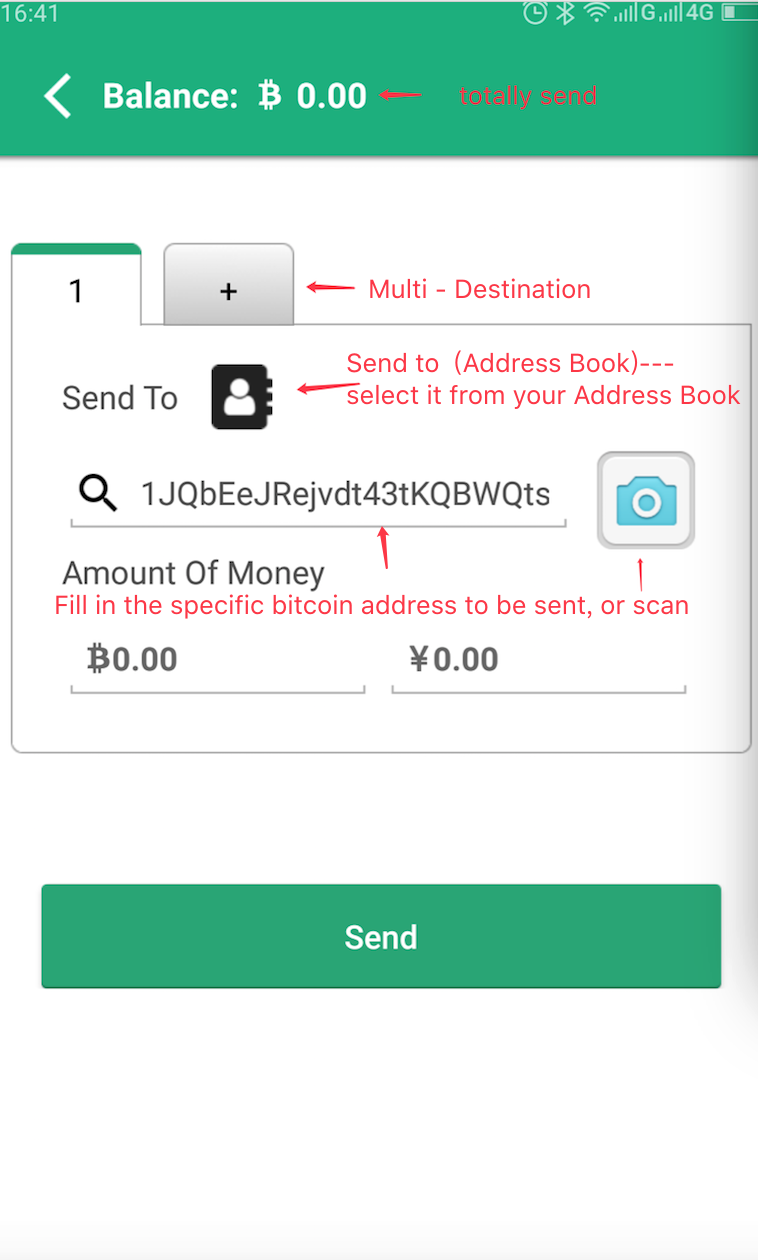 16:41 G 4G
Balance: ₿ 0.00 totally send
1 + Multi - Destination
Send to (Address Book)---
Send To select it from your Address Book
1JQbEeJRejvdt43tKQBWQts
Amount Of Money
Fill in the specific bitcoin address to be sent, or scan
₿0.00 ¥0.00
Send